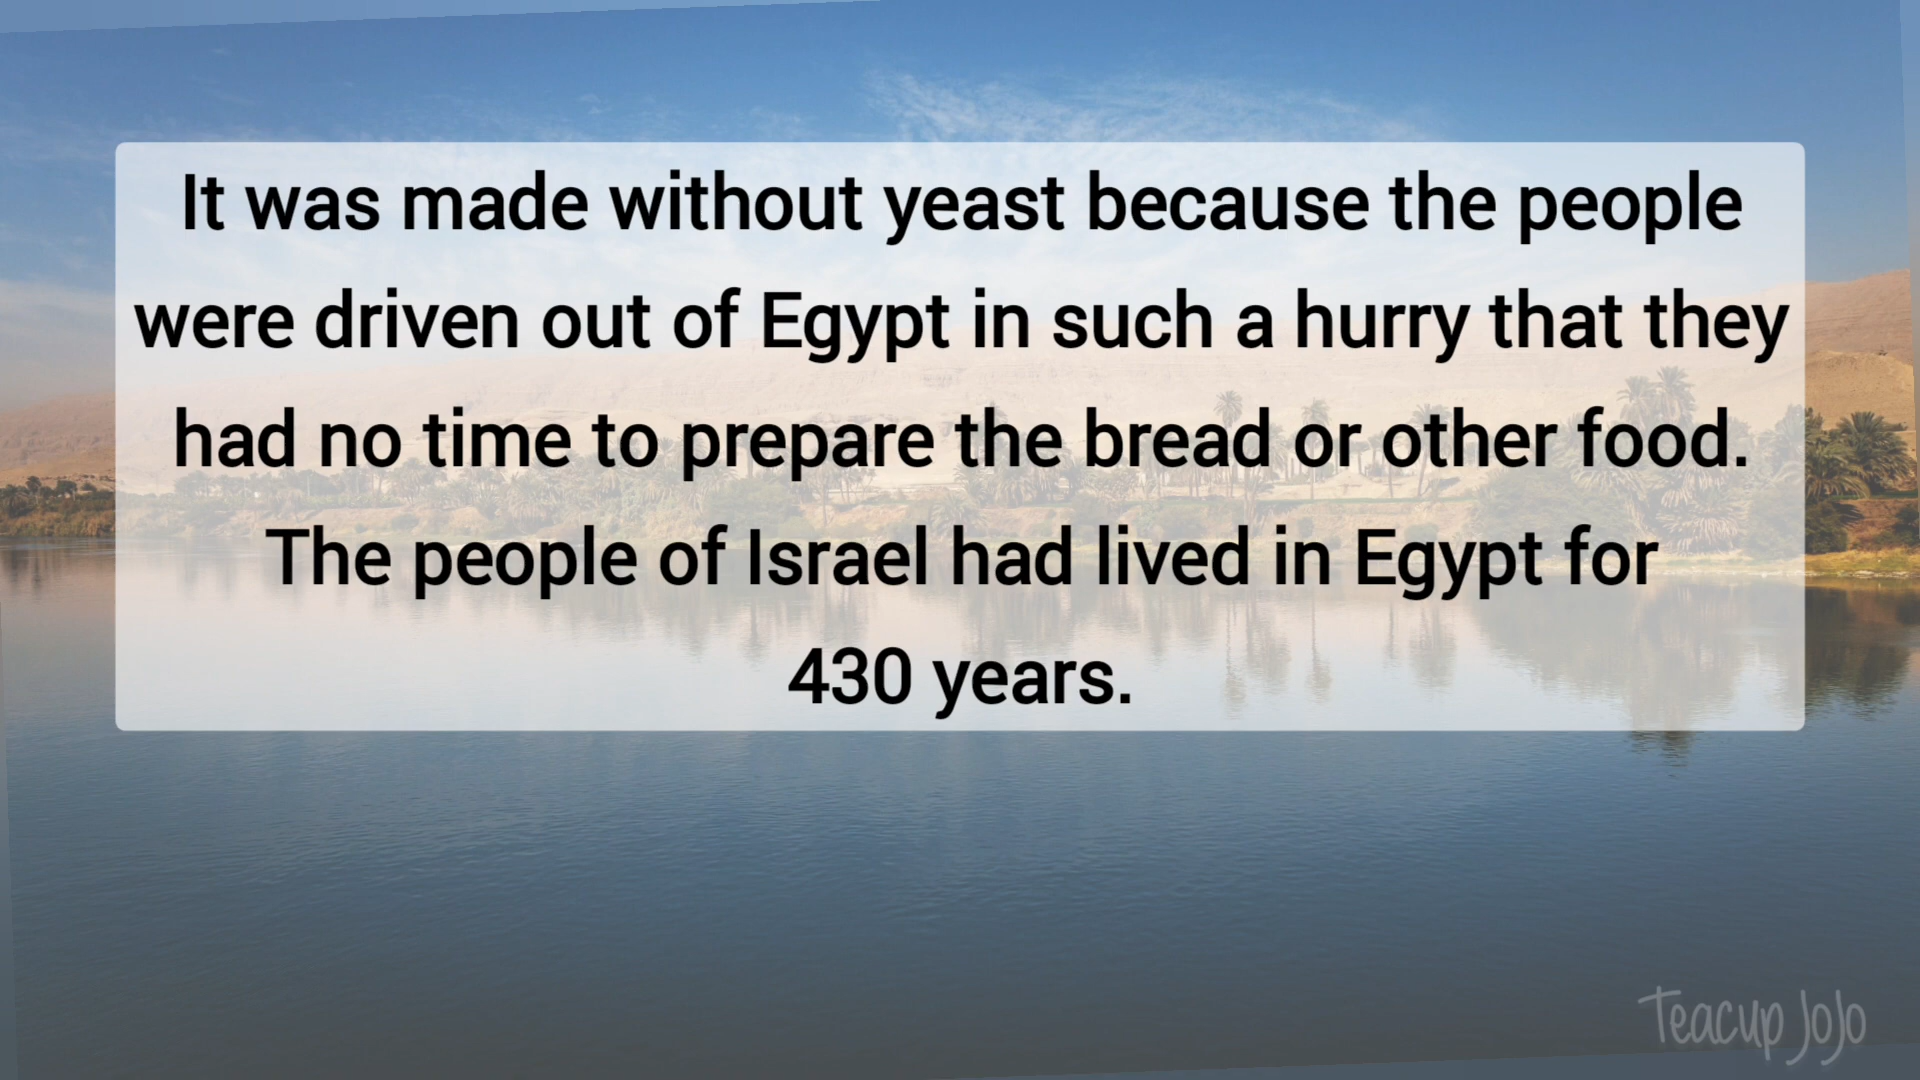 It was made without yeast because the people
were driven out of Egypt in such a hurry that they
had no time to prepare the bread or other food.
The people of Israel had lived in Egypt for
430 years.
Teacup JoJo